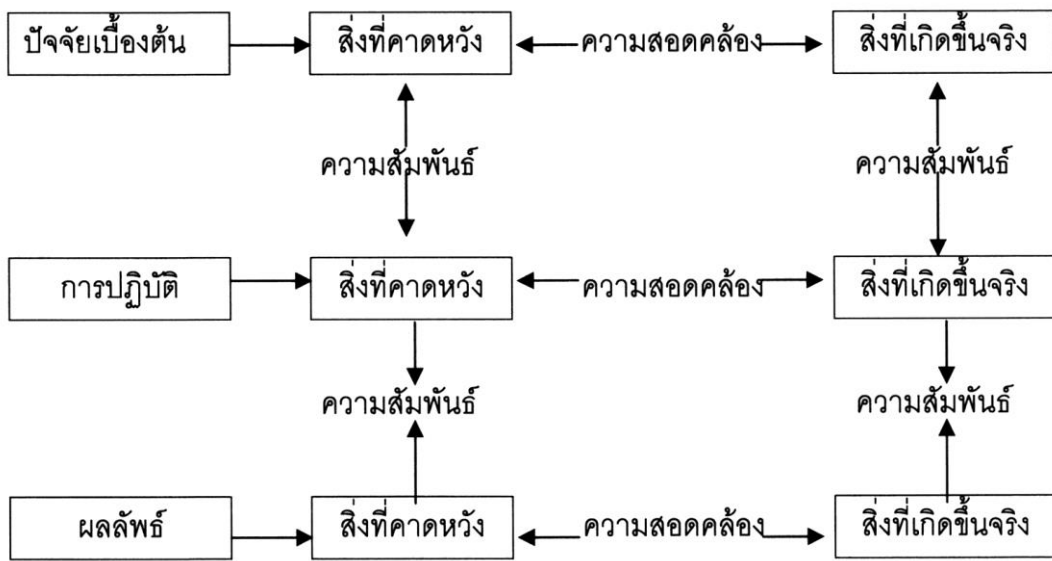 ปัจจัยเบื้องต้น สิ่งที่คาดหวัง ความสอดคล้อง สิ่งที่เกิดขึ้นจริง
ความสัมพันธ์ ความสัมพันธ์
การปฏิบัติ สิ่งที่คาดหวัง ความสอดคล้อง สิ่งที่เกิดขึ้นจริง
ความสัมพันธ์ ความสัมพันธ์
ผลลัพธ์ สิ่งที่คาดหวัง ความสอดคล้อง สิ่งที่เกิดขึ้นจริง